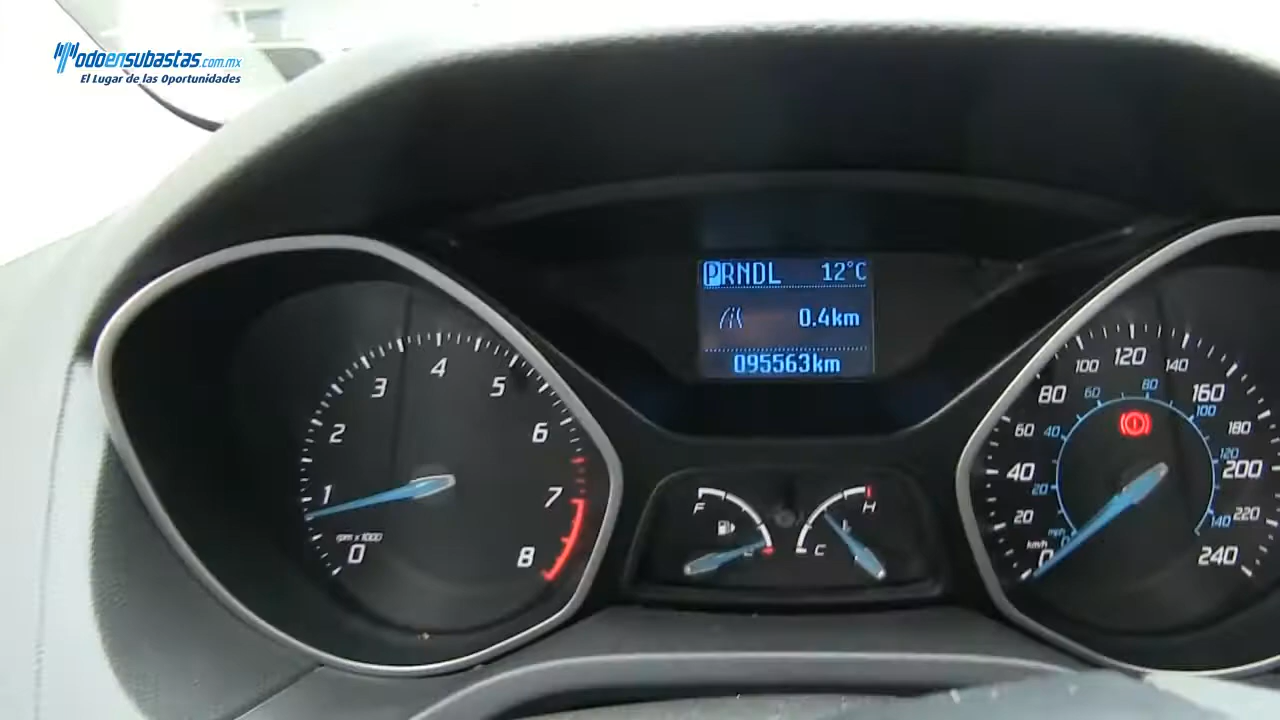 Todoensubastas.com.mx
El Lugar de las Oportunidades
PRNDL 12°C
0.4km
095563km
0 1 2 3 4 5 6 7 8
rpm x 1000
F
C H
0 20 40 60 80 100 120 140 160 180 200 220 240
km/h
20 40 60 80 100 120 140
mph